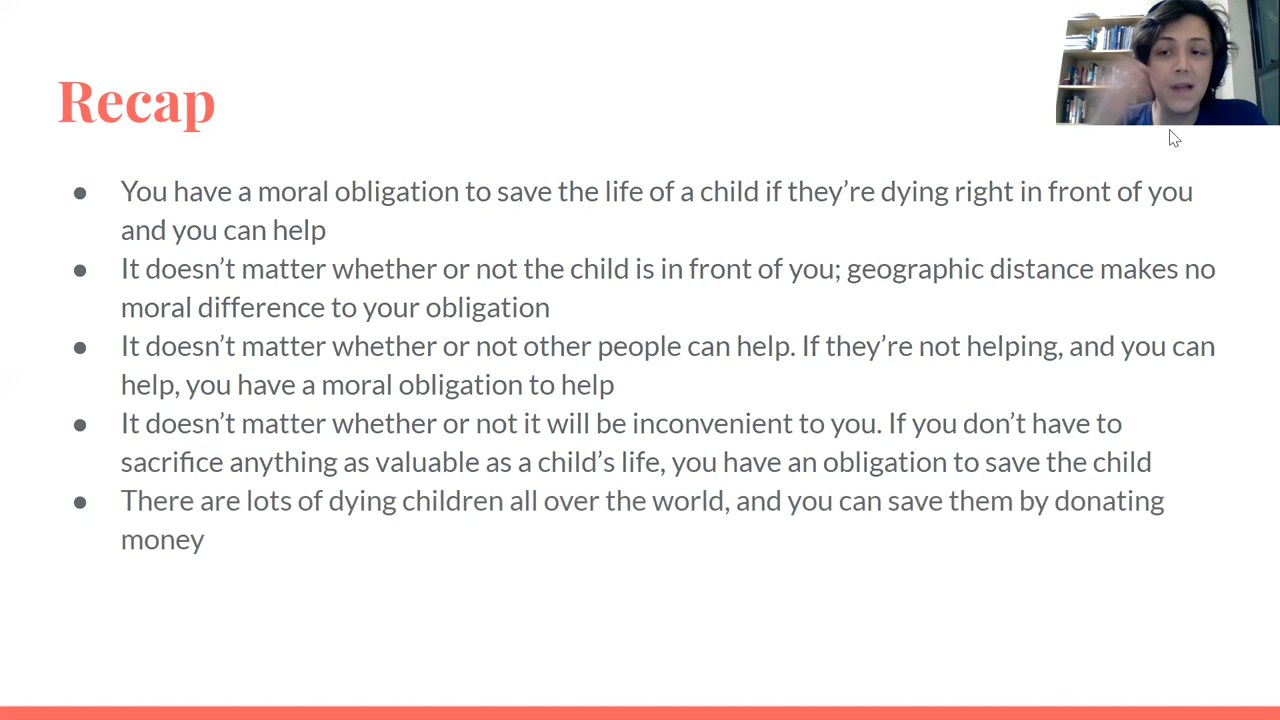 Recap
● You have a moral obligation to save the life of a child if they’re dying right in front of you
and you can help
● It doesn’t matter whether or not the child is in front of you; geographic distance makes no
moral difference to your obligation
● It doesn’t matter whether or not other people can help. If they’re not helping, and you can
help, you have a moral obligation to help
● It doesn’t matter whether or not it will be inconvenient to you. If you don’t have to
sacrifice anything as valuable as a child’s life, you have an obligation to save the child
● There are lots of dying children all over the world, and you can save them by donating
money